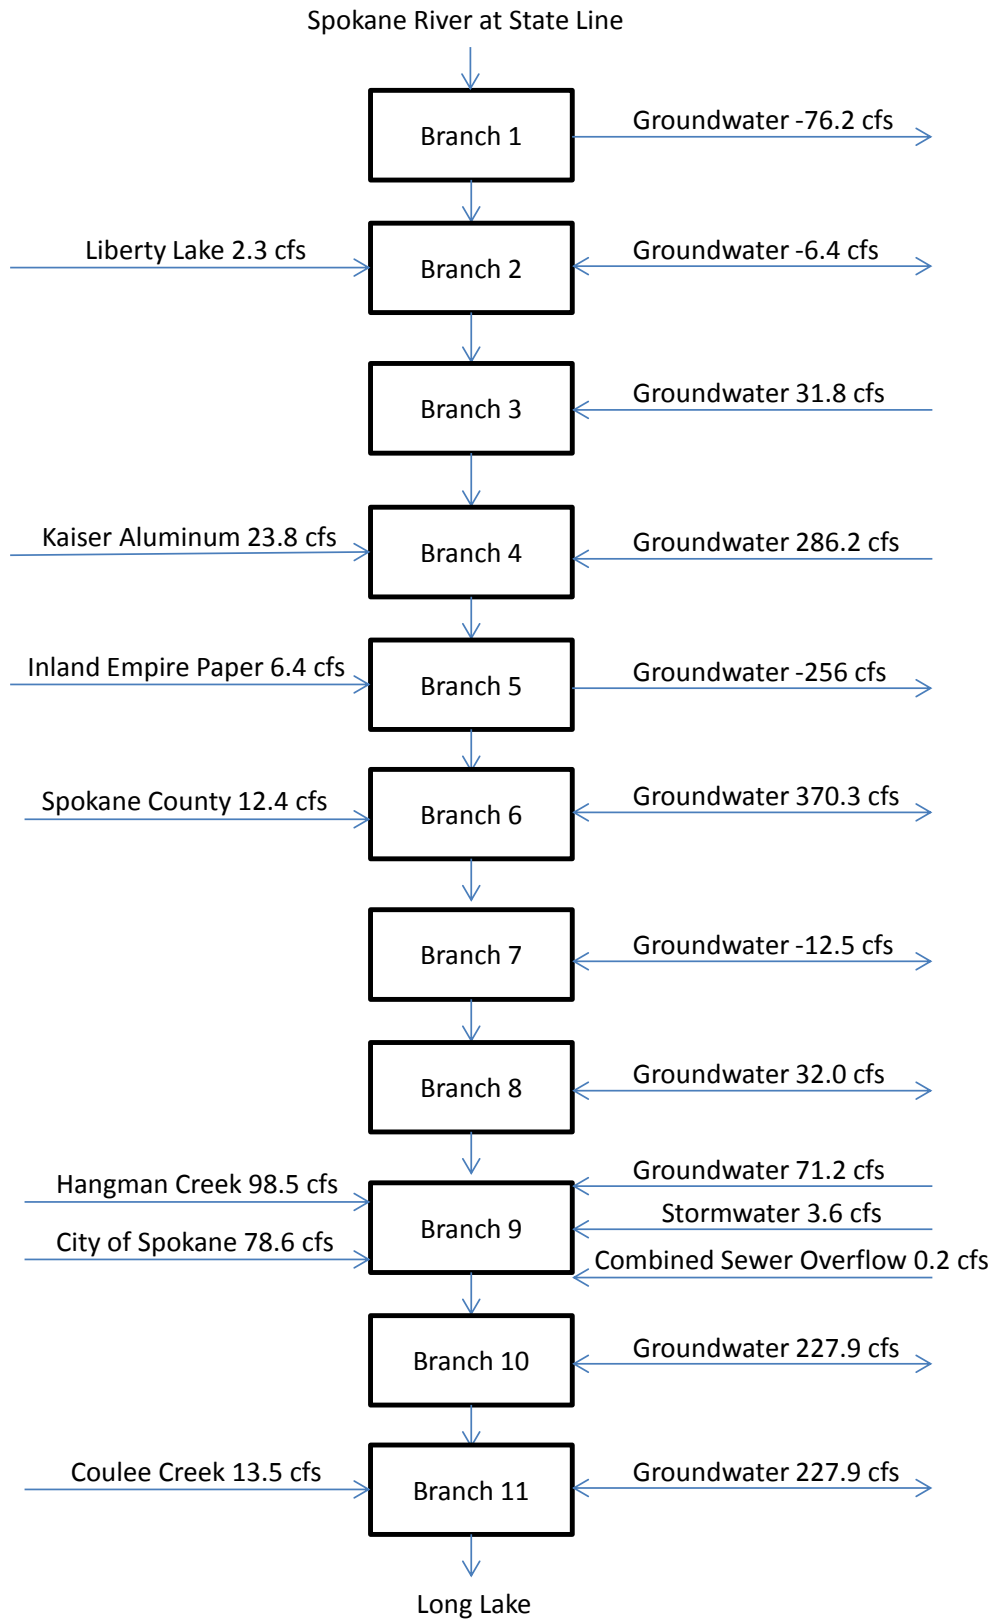 Spokane River at State Line
Branch 1
Groundwater -76.2 cfs
Liberty Lake 2.3 cfs
Branch 2
Groundwater -6.4 cfs
Branch 3
Groundwater 31.8 cfs
Kaiser Aluminum 23.8 cfs
Branch 4
Groundwater 286.2 cfs
Inland Empire Paper 6.4 cfs
Branch 5
Groundwater -256 cfs
Spokane County 12.4 cfs
Branch 6
Groundwater 370.3 cfs
Branch 7
Groundwater -12.5 cfs
Branch 8
Groundwater 32.0 cfs
Hangman Creek 98.5 cfs
City of Spokane 78.6 cfs
Branch 9
Groundwater 71.2 cfs
Stormwater 3.6 cfs
Combined Sewer Overflow 0.2 cfs
Branch 10
Groundwater 227.9 cfs
Coulee Creek 13.5 cfs
Branch 11
Groundwater 227.9 cfs
Long Lake